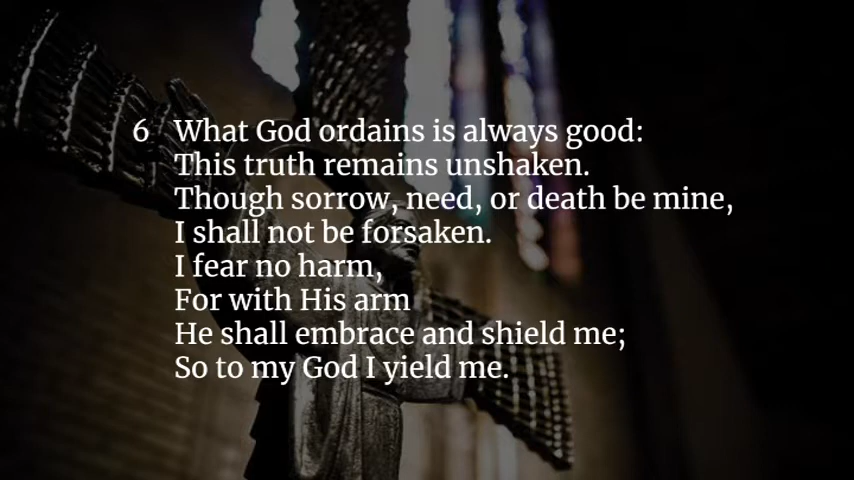 6 What God ordains is always good:
This truth remains unshaken.
Though sorrow, need, or death be mine,
I shall not be forsaken.
I fear no harm,
For with His arm
He shall embrace and shield me;
So to my God I yield me.